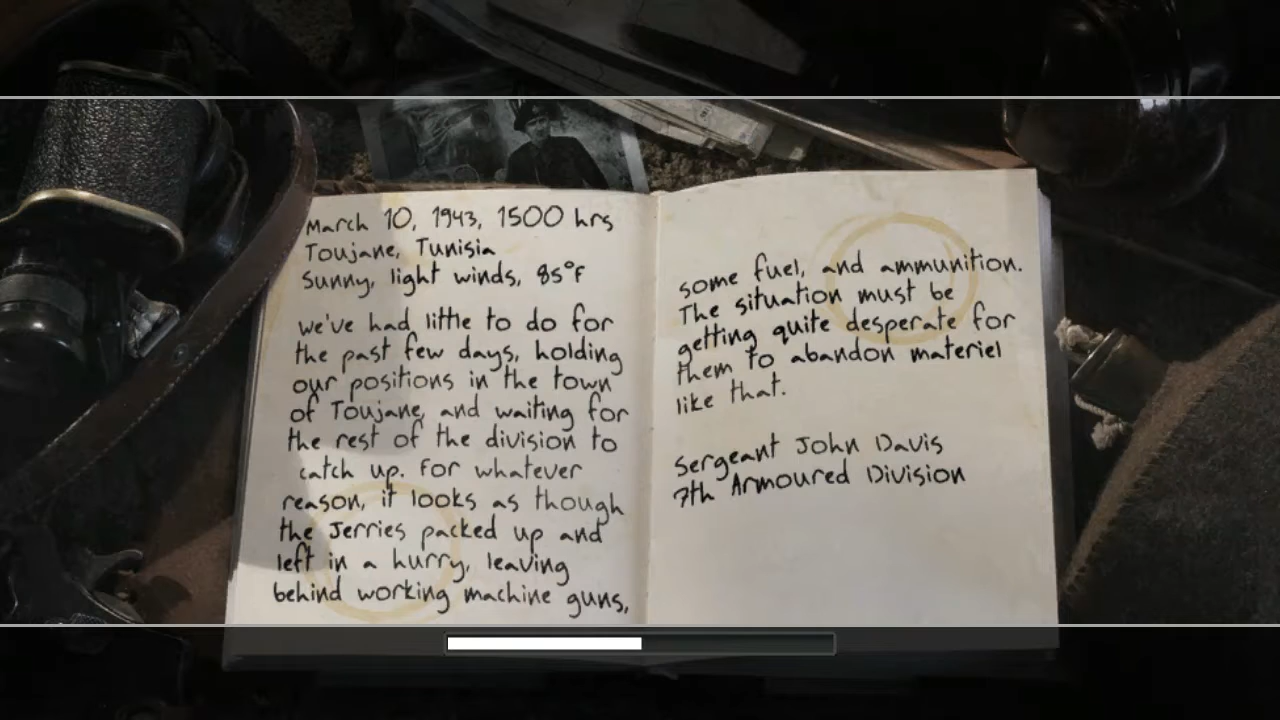 March 10, 1943, 1500 hrs
Toujane, Tunisia
Sunny, light winds, 85°F
we've had little to do for
the past few days, holding
our positions in the town
of Toujane, and waiting for
the rest of the division to
catch up. For whatever
reason, it looks as though
the Jerries packed up and
left in a hurry, leaving
behind working machine guns,
some fuel, and ammunition.
The situation must be
getting quite desperate for
them to abandon materiel
like that.
Sergeant John Davis
7th Armoured Division